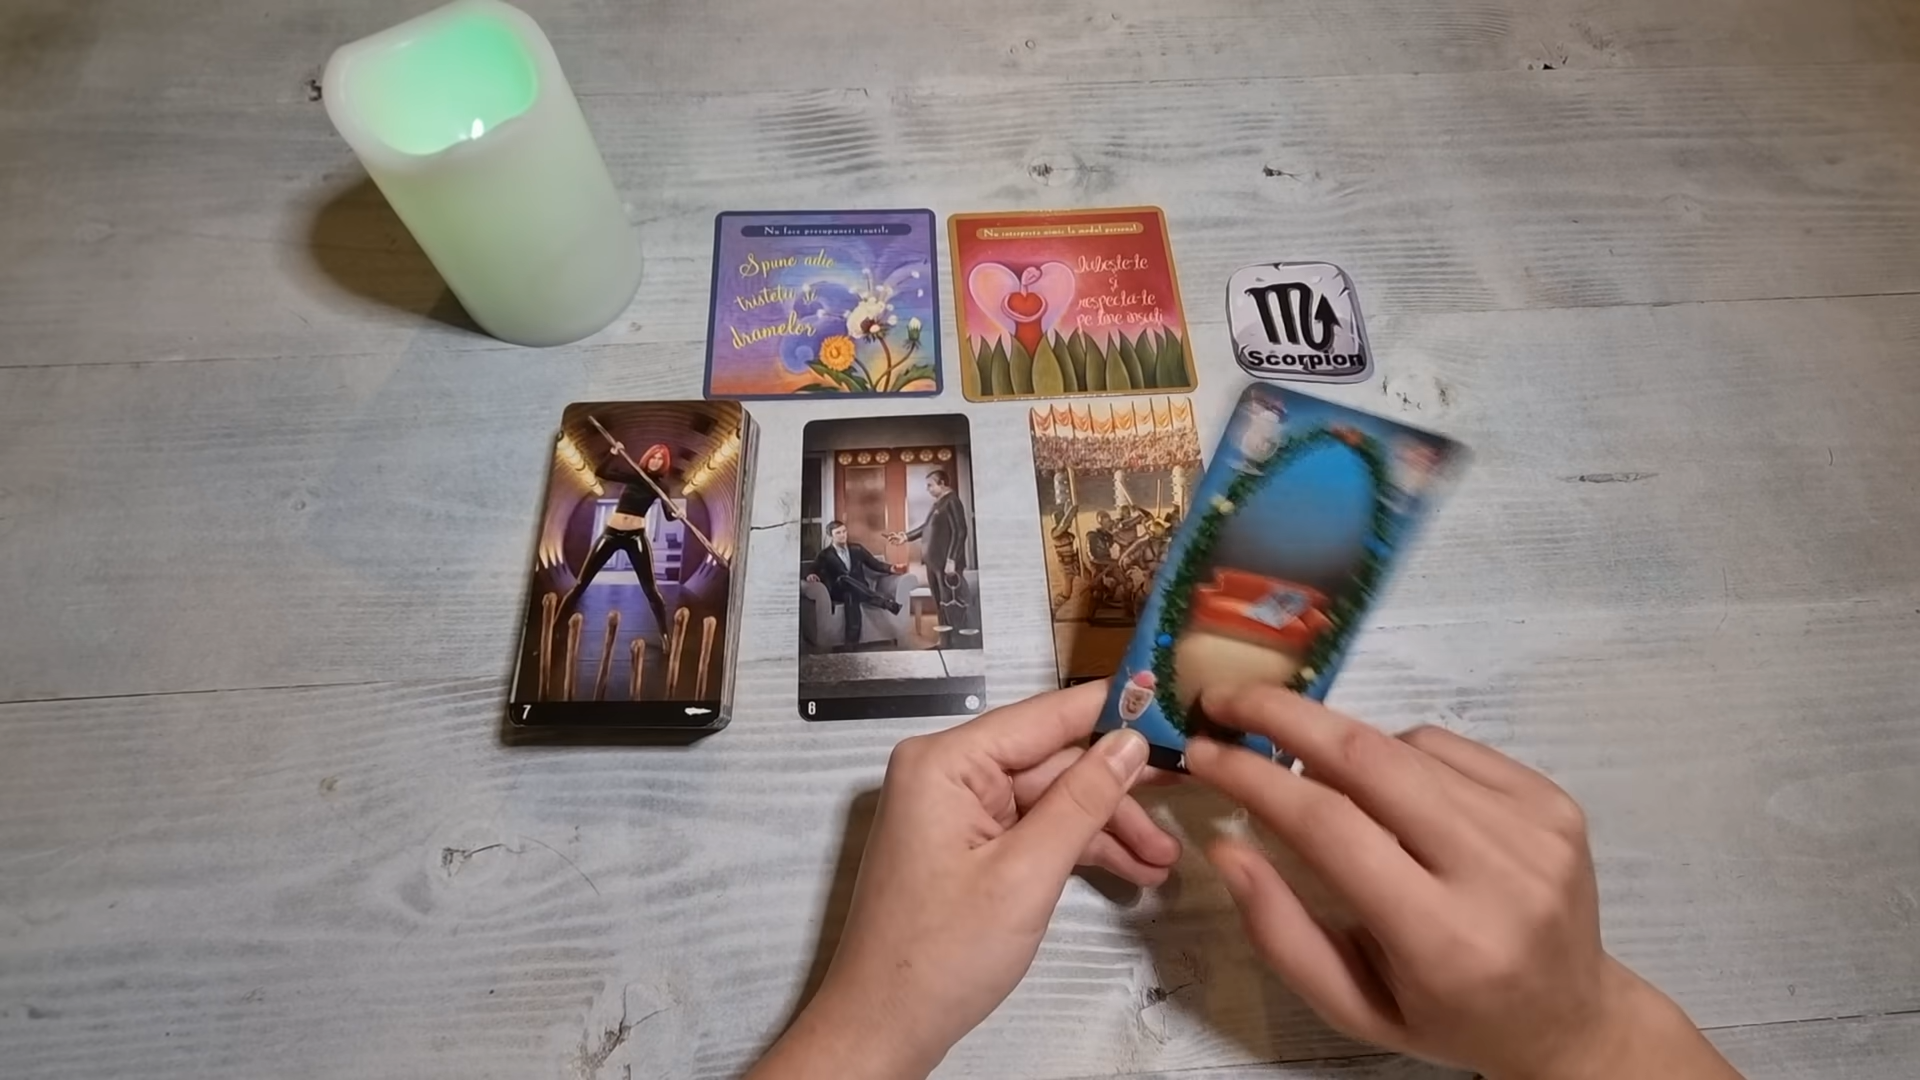 Nu face presupuneri inutile
Spune adio
tristeții și
dramelor
Nu interpreta nimic în modul personal
Iubește-te
și
respectă-te
pe tine însuți
Scorpion
7
6